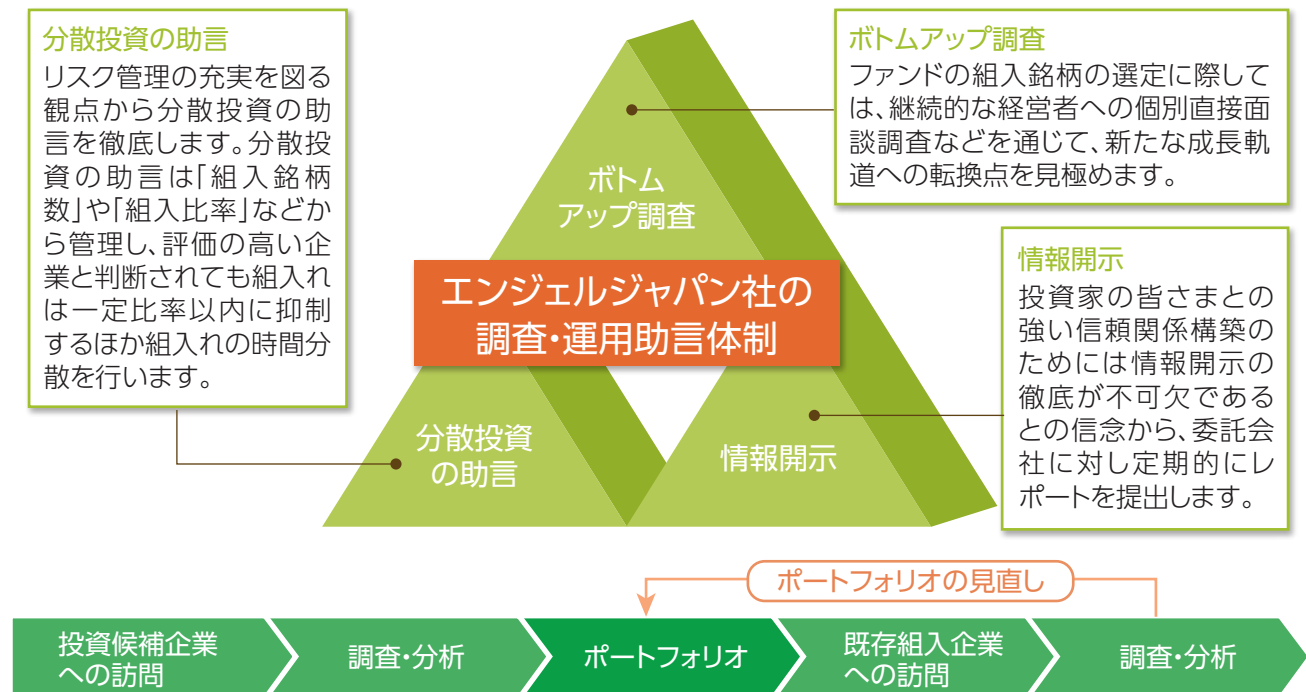 分散投資の助言
リスク管理の充実を図る
観点から分散投資の助
言を徹底します。分散投
資の助言は「組入銘柄
数」や「組入比率」などか
ら管理し、評価の高い企
業と判断されても組入れ
は一定比率以内に抑制
するほか組入れの時間分
散を行います。
ボトムアップ調査
ファンドの組入銘柄の選定に際して
は、継続的な経営者への個別直接面
談調査などを通じて、新たな成長軌
道への転換点を見極めます。
情報開示
投資家の皆さまとの
強い信頼関係構築の
ためには情報開示の
徹底が不可欠である
との信念から、委託会
社に対し定期的にレ
ポートを提出します。
ボトム
アップ調査
エンジェルジャパン社の
調査・運用助言体制
分散投資
の助言
情報開示
ポートフォリオの見直し
投資候補企業
への訪問
調査・分析
ポートフォリオ
既存組入企業
への訪問
調査・分析